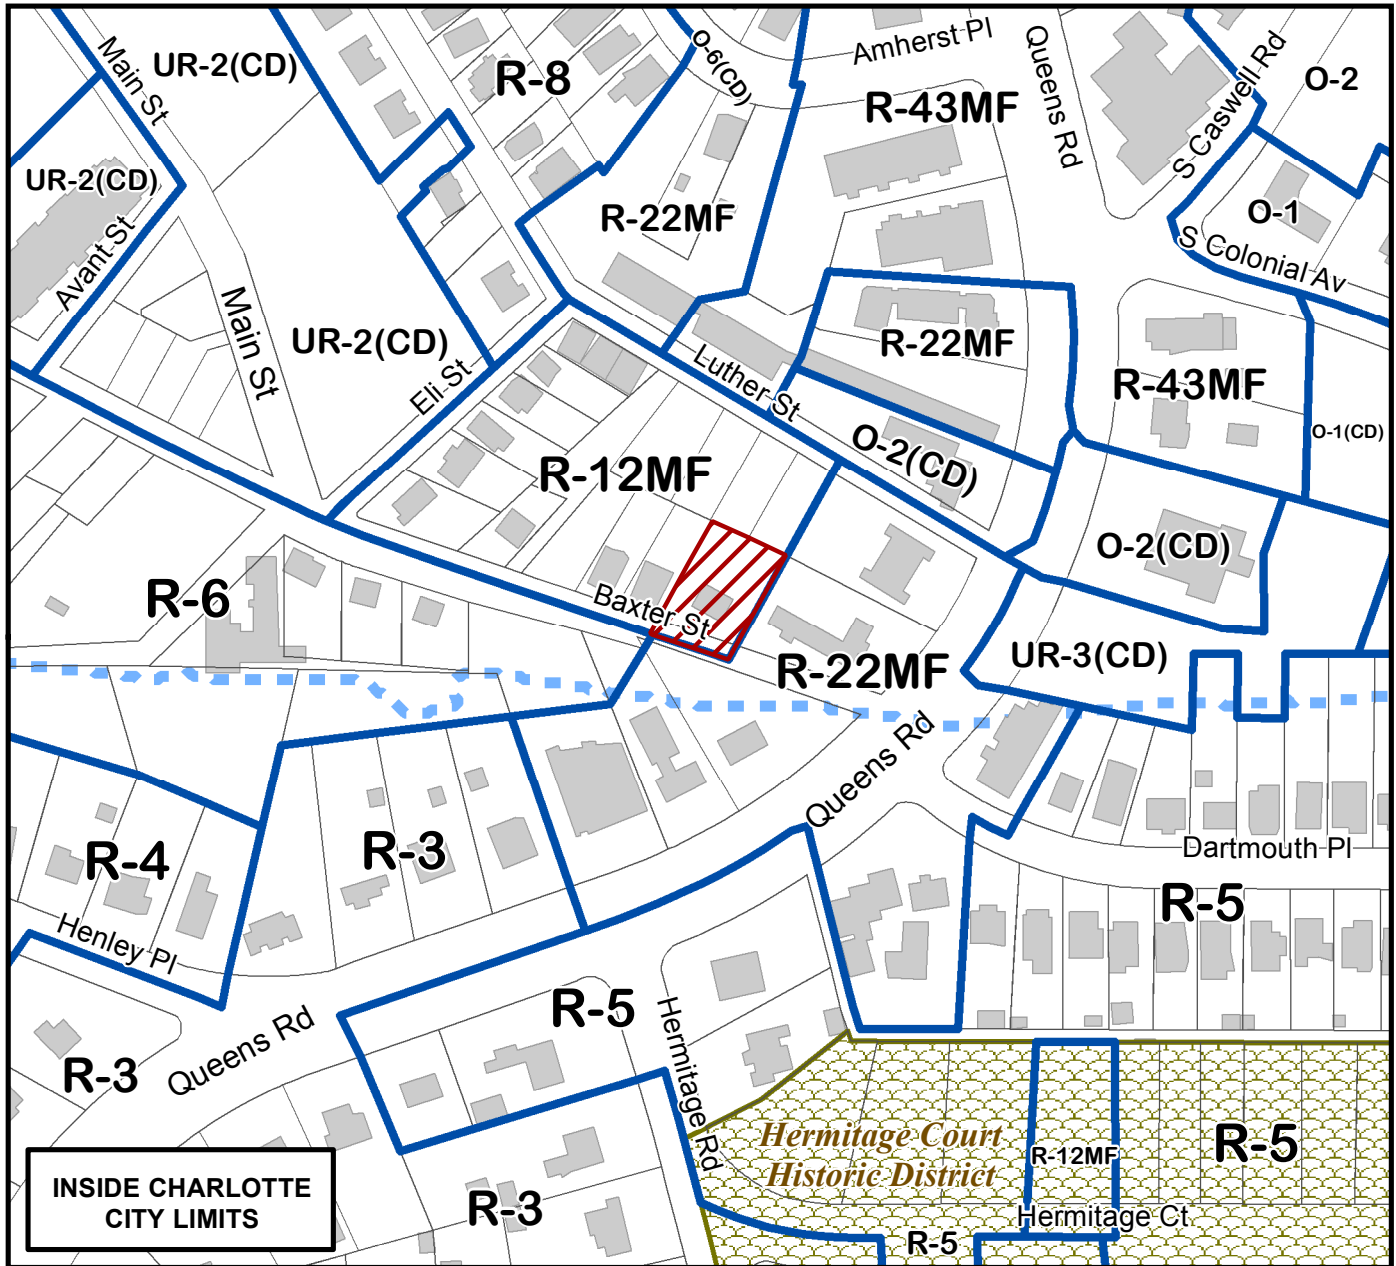 Main St
UR-2(CD)
R-8
O-6(CD)
Amherst Pl
Queens Rd
S Caswell Rd
O-2
R-43MF
UR-2(CD)
Avant St
R-22MF
O-1
S Colonial Av
Main St
UR-2(CD)
Eli St
Luther St
R-22MF
R-43MF
O-1(CD)
R-12MF
O-2(CD)
O-2(CD)
R-6
Baxter St
R-22MF
UR-3(CD)
Queens Rd
R-4
R-3
Dartmouth Pl
R-5
Henley Pl
R-5
Hermitage Rd
Queens Rd
R-3
Hermitage Court
Historic District
R-12MF
R-5
INSIDE CHARLOTTE
CITY LIMITS
R-3
Hermitage Ct
R-5